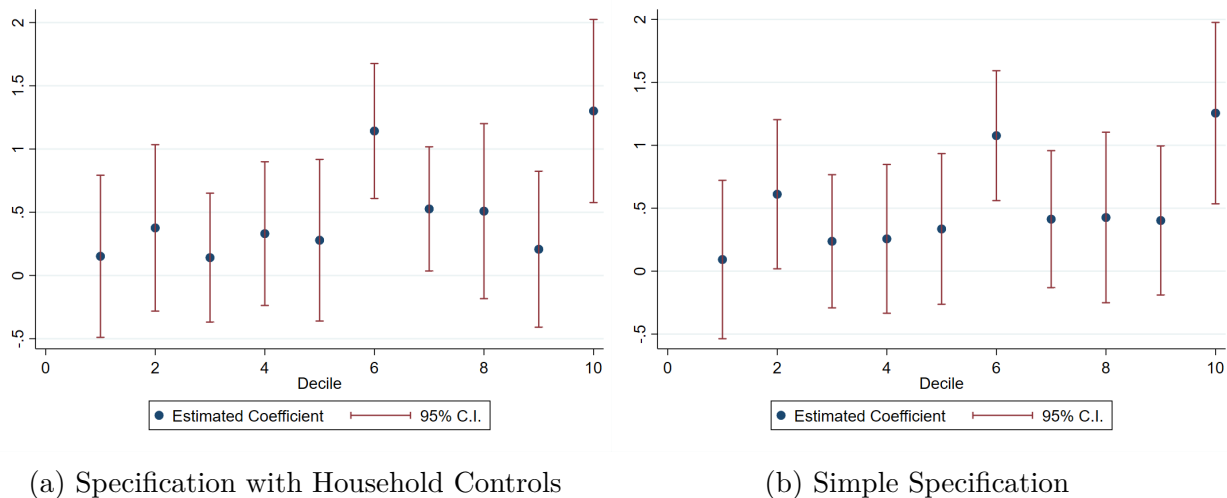 2
1.5
1
.5
0
-.5
0 2 4 6 8 10
Decile
Estimated Coefficient 95% C.I.
(a) Specification with Household Controls
2
1.5
1
.5
0
-.5
0 2 4 6 8 10
Decile
Estimated Coefficient 95% C.I.
(b) Simple Specification